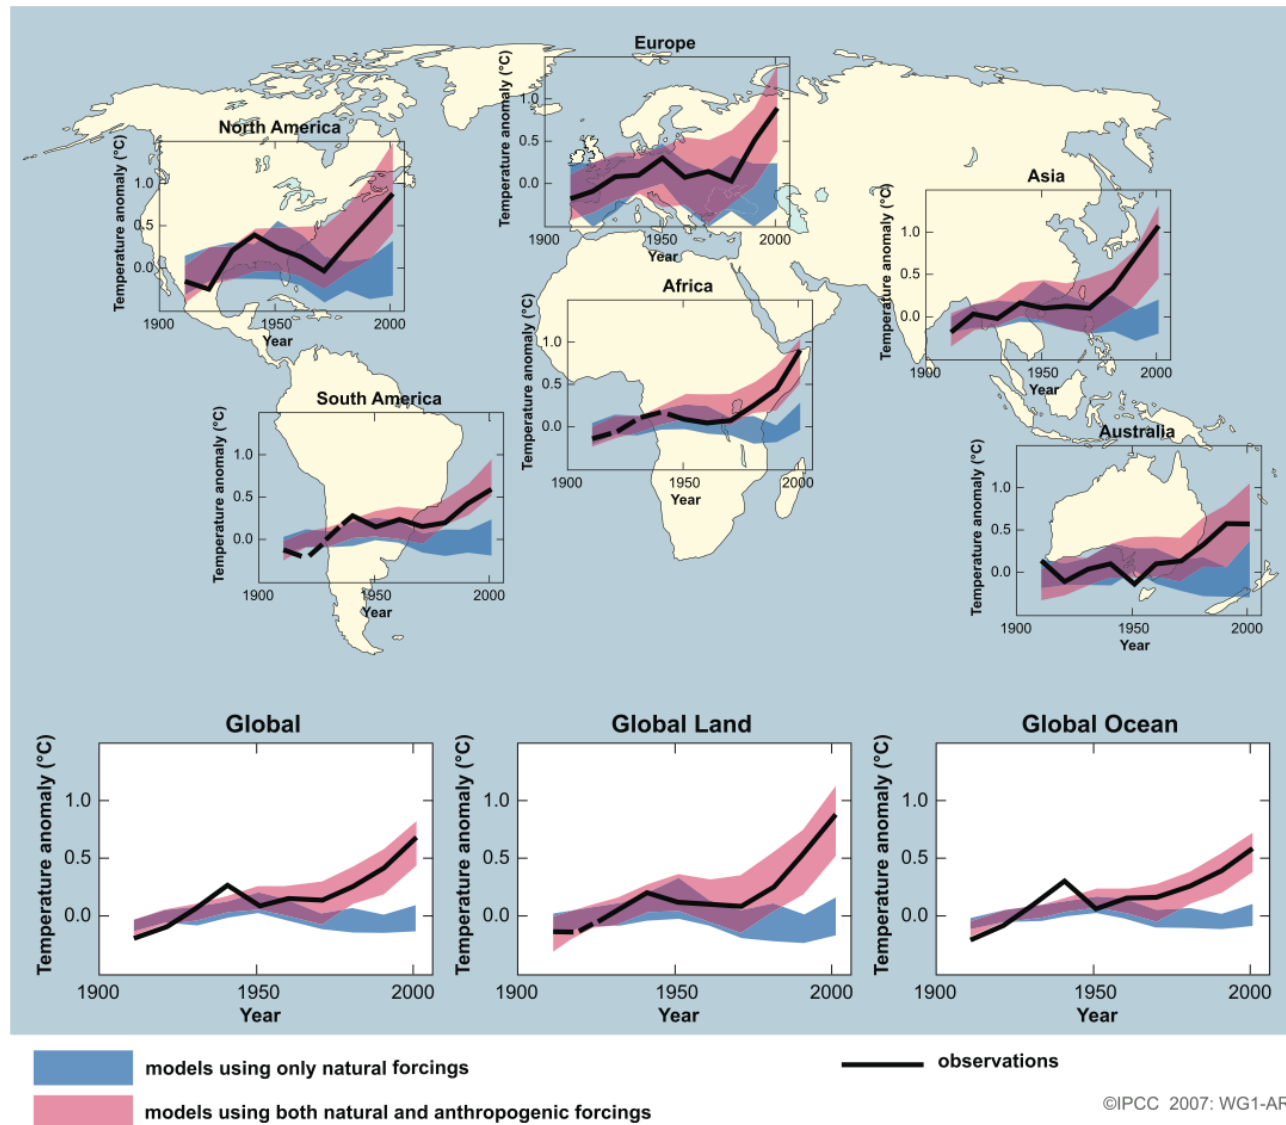 Europe
Temperature anomaly (°C)
1.0
0.5
0.0
1900
1950
2000
Year
North America
Temperature anomaly (°C)
1.0
0.5
0.0
1900
1950
2000
Year
Asia
Temperature anomaly (°C)
1.0
0.5
0.0
1900
1950
2000
Year
Africa
Temperature anomaly (°C)
1.0
0.5
0.0
1900
1950
2000
Year
South America
Temperature anomaly (°C)
1.0
0.5
0.0
1900
1950
2000
Year
Australia
Temperature anomaly (°C)
1.0
0.5
0.0
1900
1950
2000
Year
Global
Temperature anomaly (°C)
1.0
0.5
0.0
1900
1950
2000
Year
Global Land
Temperature anomaly (°C)
1.0
0.5
0.0
1900
1950
2000
Year
Global Ocean
Temperature anomaly (°C)
1.0
0.5
0.0
1900
1950
2000
Year
models using only natural forcings
observations
models using both natural and anthropogenic forcings
©IPCC 2007: WG1-AR